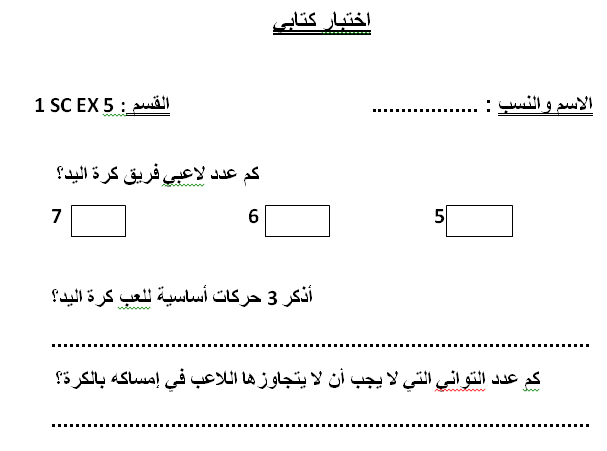 اختبار كتابي
الاسم والنسب : .................. القسم : 1 SC EX 5
كم عدد لاعبي فريق كرة اليد؟
5 6 7
أذكر 3 حركات أساسية للعب كرة اليد؟
................................................................................
كم عدد التواني التي لا يجب أن لا يتجاوزها اللاعب في إمساكه بالكرة؟
................................................................................